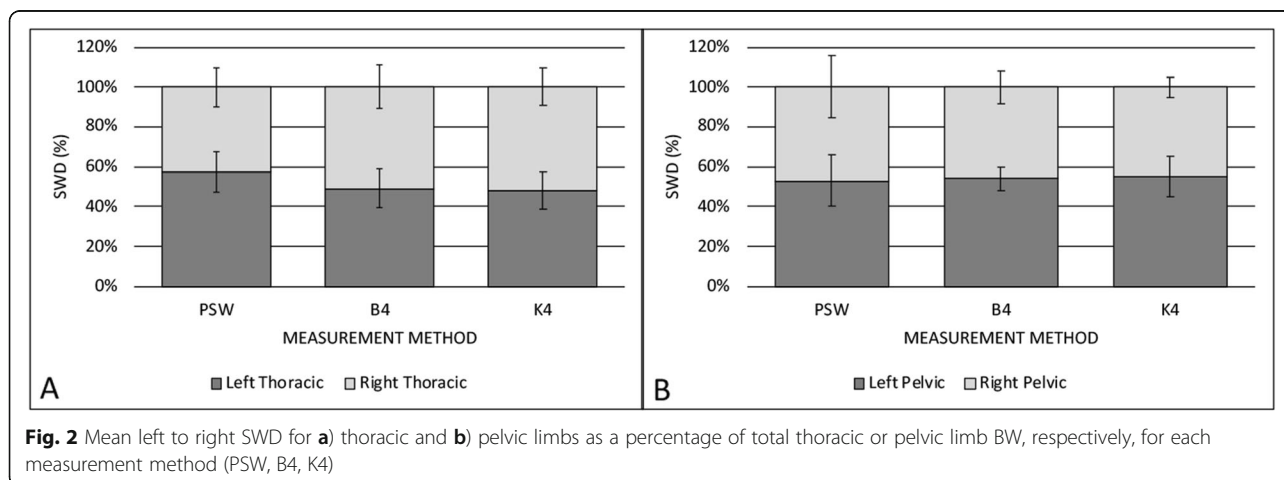 120%
100%
80%
60%
40%
20%
0%
SWD (%)
PSW B4 K4
MEASUREMENT METHOD
Left Thoracic Right Thoracic
A
120%
100%
80%
60%
40%
20%
0%
SWD (%)
PSW B4 K4
MEASUREMENT METHOD
Left Pelvic Right Pelvic
B
Fig. 2 Mean left to right SWD for a) thoracic and b) pelvic limbs as a percentage of total thoracic or pelvic limb BW, respectively, for each
measurement method (PSW, B4, K4)